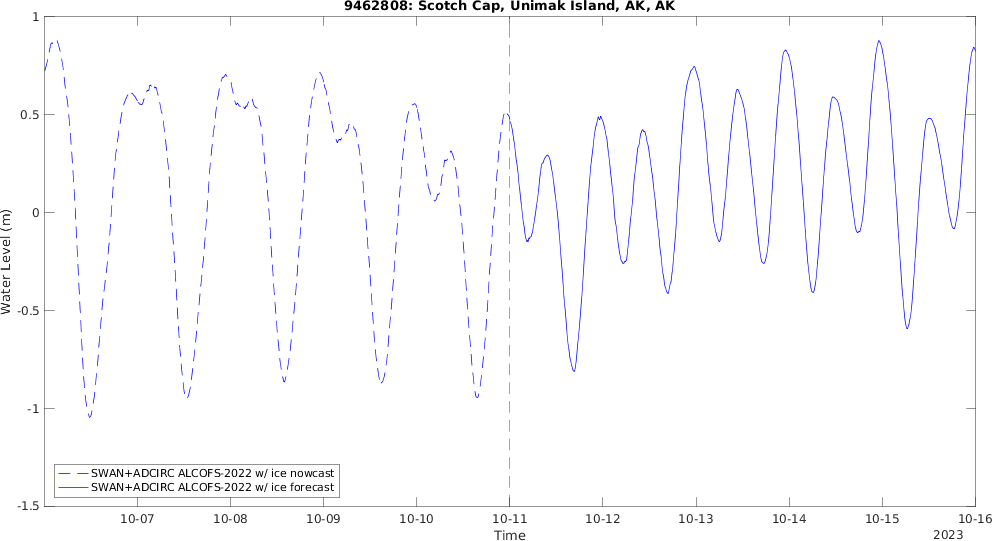 9462808: Scotch Cap, Unimak Island, AK, AK
1
0.5
0
-0.5
-1
-1.5
Water Level (m)
SWAN+ADCIRC ALCOFS-2022 w/ ice nowcast
SWAN+ADCIRC ALCOFS-2022 w/ ice forecast
10-07 10-08 10-09 10-10 10-11 10-12 10-13 10-14 10-15 10-16
Time
2023